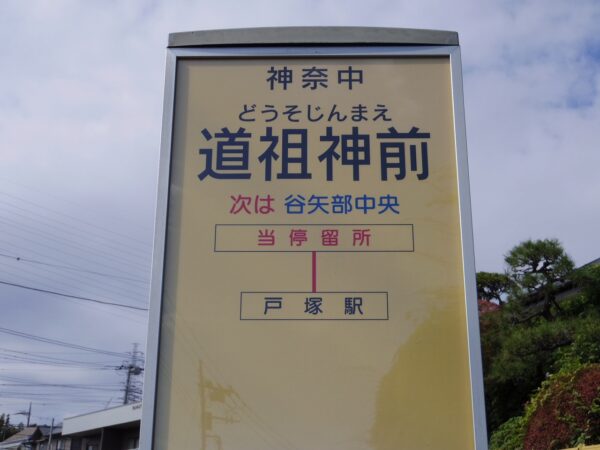 神奈中
どうそじんまえ
道祖神前
次は 谷矢部中央
当停留所
戸塚駅